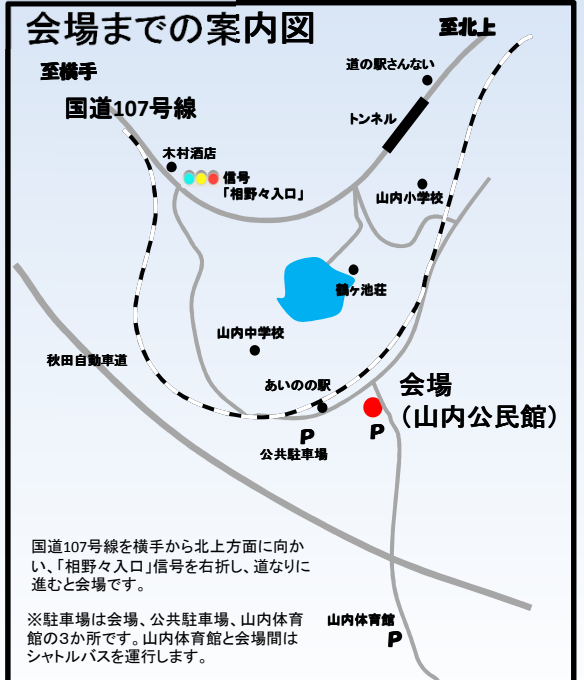 会場までの案内図
至北上
至横手
道の駅さんない
国道107号線
トンネル
木村酒店
信号
「相野々入口」
山内小学校
鶴ヶ池荘
山内中学校
秋田自動車道
あいのの駅
会場
（山内公民館）
P
P
公共駐車場
国道107号線を横手から北上方面に向か
い、「相野々入口」信号を右折し、道なりに
進むと会場です。
※駐車場は会場、公共駐車場、山内体育
館の３か所です。山内体育館と会場間は
シャトルバスを運行します。
山内体育館
P